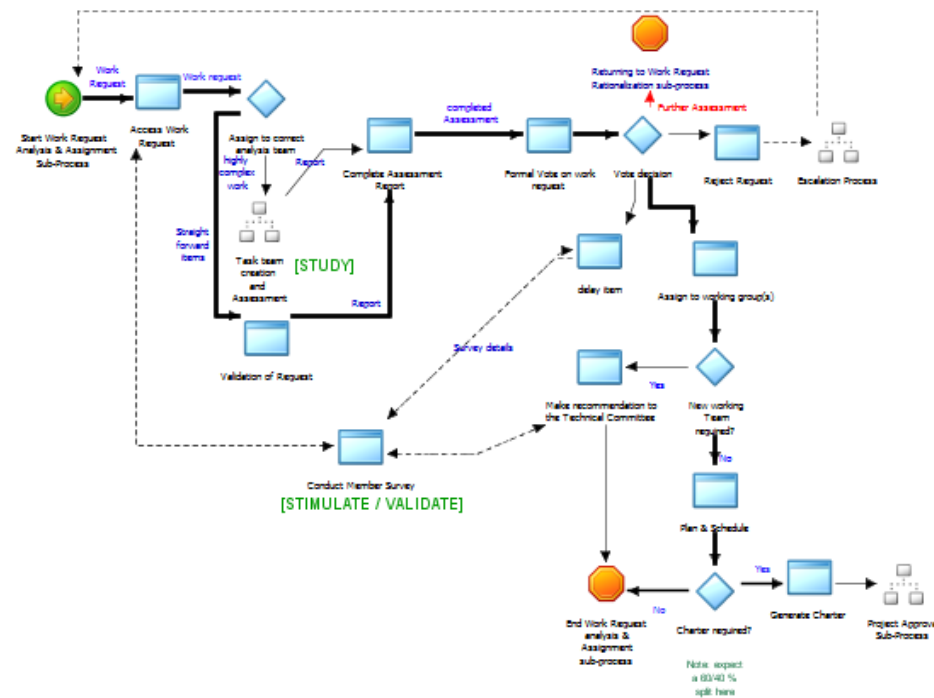 Returning to Work Request
Rationalization sub-process
Further Assessment
Work
Request
Work request
completed
Assessment
Start Work Request
Analysis & Assignment
Sub-Process
Access Work
Request
Assign to correct
analysis team
highly
complex
work
Report
Complete Assessment
Report
Formal Vote on work
request
Vote decision
Reject Request
Escalation Process
Straight
forward
items
Task team
creation
and
Assessment
[STUDY]
Report
delay item
Assign to working group(s)
Survey details
Validation of Request
Yes
Make recommendation to
the Technical Committee
New working
Team
required?
No
Conduct Member Survey
[STIMULATE / VALIDATE]
Plan & Schedule
Yes
No
End Work Request
analysis &
Assignment
sub-process
Charter required?
Generate Charter
Project Approv
Sub-Process
Note: expect
a 60/40 %
split here